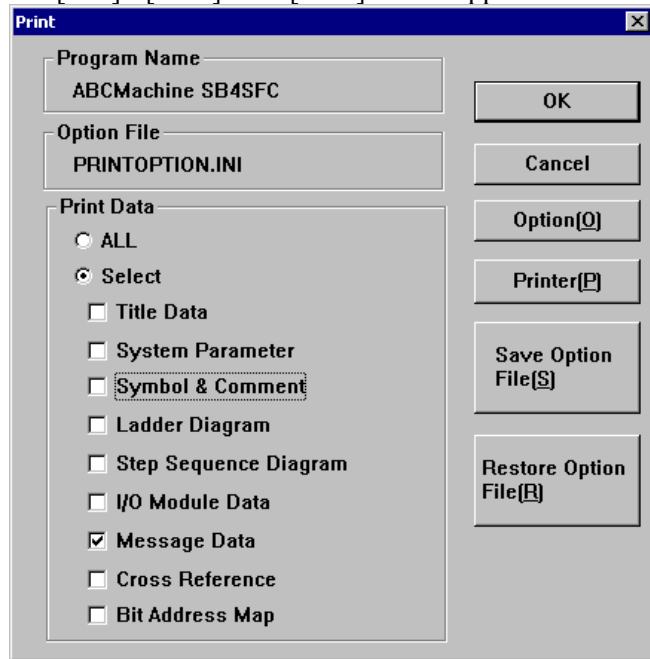 Print
Program Name
ABCMachine SB4SFC
OK
Option File
PRINTOPTION.INI
Cancel
Print Data
Option(O)
ALL
Select
Printer(P)
Title Data
System Parameter
Save Option
File(S)
Symbol & Comment
Ladder Diagram
Step Sequence Diagram
Restore Option
File(R)
I/O Module Data
Message Data
Cross Reference
Bit Address Map